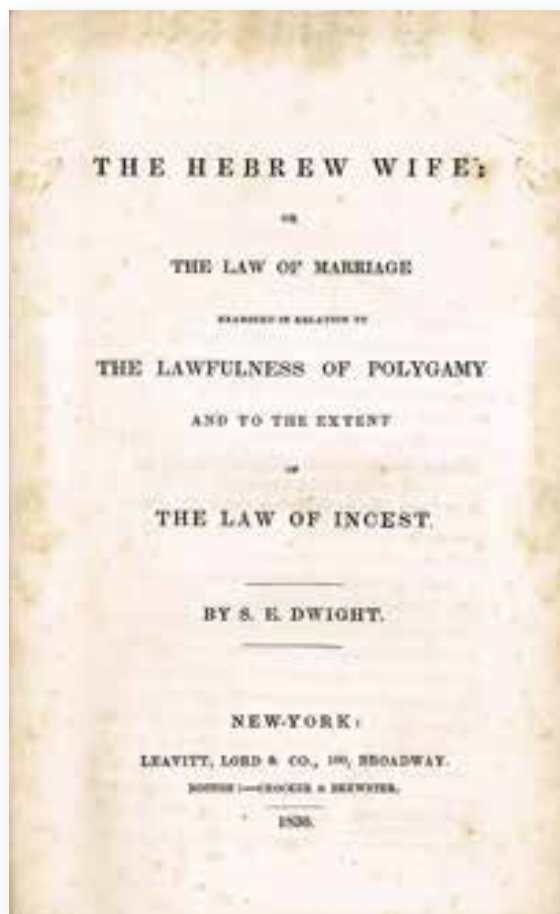 THE HEBREW WIFE:
OR
THE LAW OF MARRIAGE
EXAMINED IN RELATION TO
THE LAWFULNESS OF POLYGAMY
AND TO THE EXTENT
OF
THE LAW OF INCEST.
BY S. E. DWIGHT.
NEW-YORK:
LEAVITT, LORD & CO., 180, BROADWAY.
BOSTON:—CROCKER & BREWSTER.
1836.